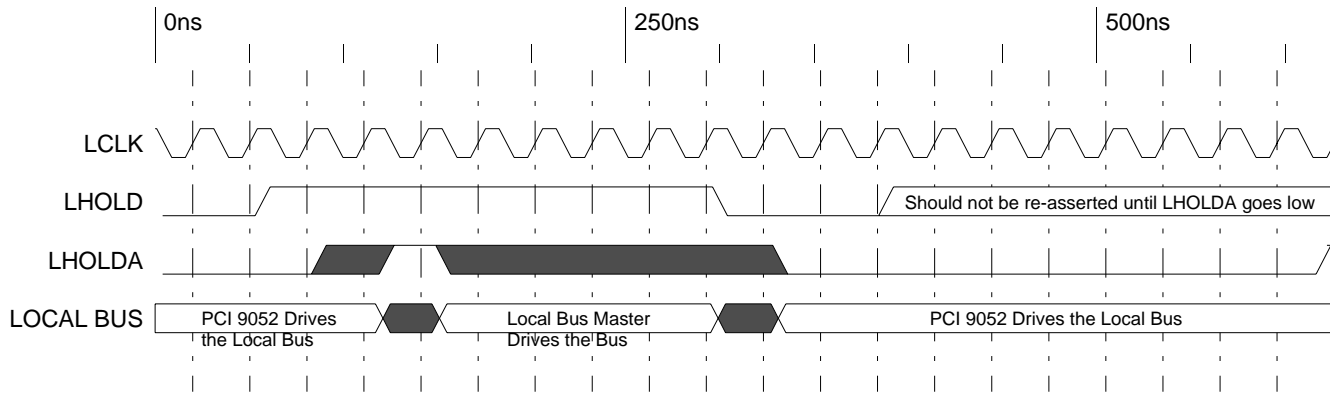 0ns
250ns
500ns
LCLK
LHOLD
Should not be re-asserted until LHOLDA goes low
LHOLDA
LOCAL BUS
PCI 9052 Drives
the Local Bus
Local Bus Master
Drives the Bus
PCI 9052 Drives the Local Bus